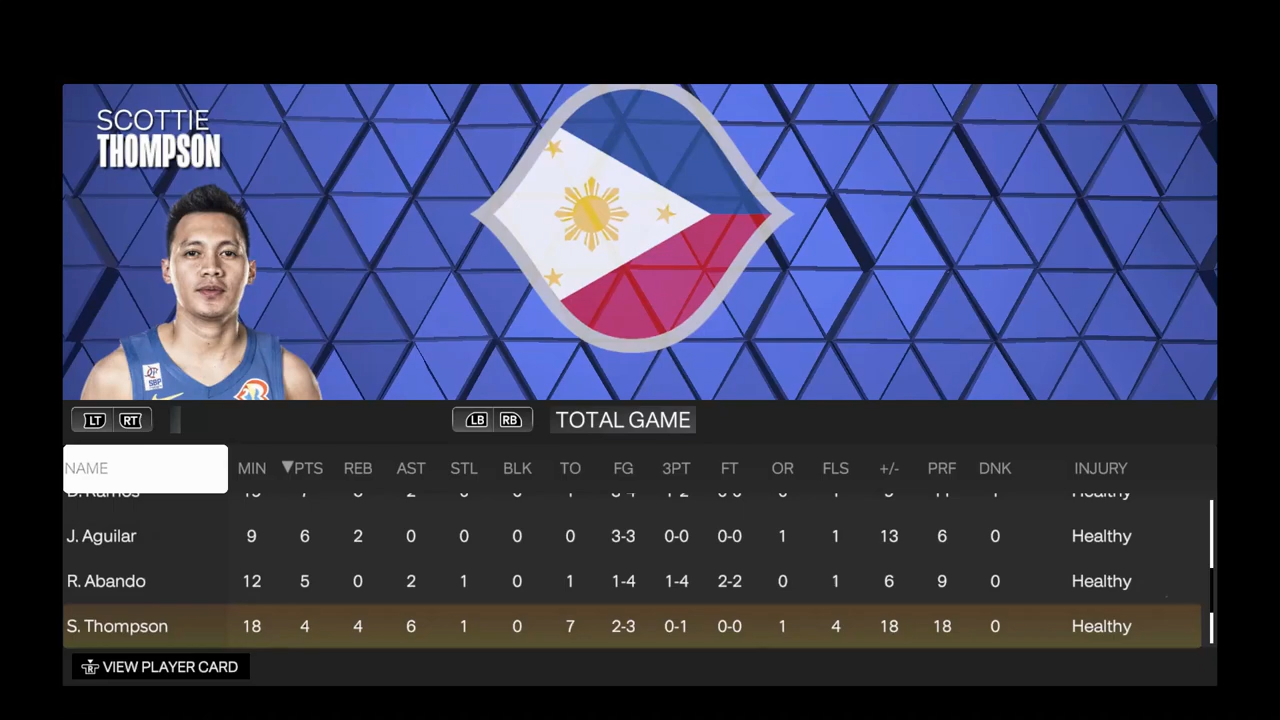 SCOTTIE
THOMPSON
SBP
LT RT LB RB TOTAL GAME
NAME MIN ▼PTS REB AST STL BLK TO FG 3PT FT OR FLS +/- PRF DNK INJURY
D. Ramos Healthy
J. Aguilar 9 6 2 0 0 0 0 3-3 0-0 0-0 1 1 13 6 0 Healthy
R. Abando 12 5 0 2 1 0 1 1-4 1-4 2-2 0 1 6 9 0 Healthy
S. Thompson 18 4 4 6 1 0 7 2-3 0-1 0-0 1 4 18 18 0 Healthy
R VIEW PLAYER CARD